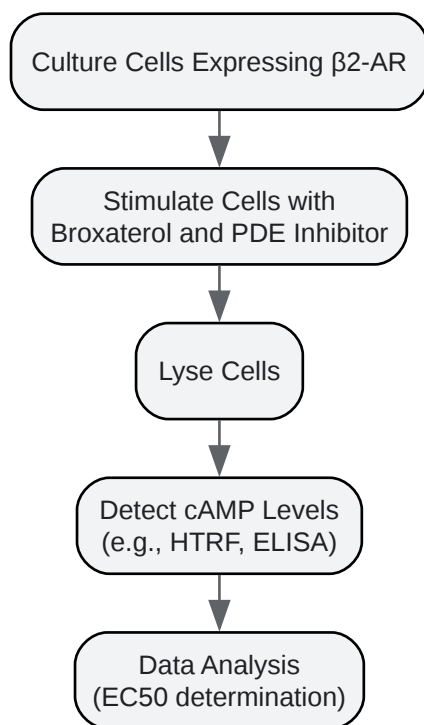 Culture Cells Expressing β2-AR
Stimulate Cells with
Broxaterol and PDE Inhibitor
Lyse Cells
Detect cAMP Levels
(e.g., HTRF, ELISA)
Data Analysis
(EC50 determination)